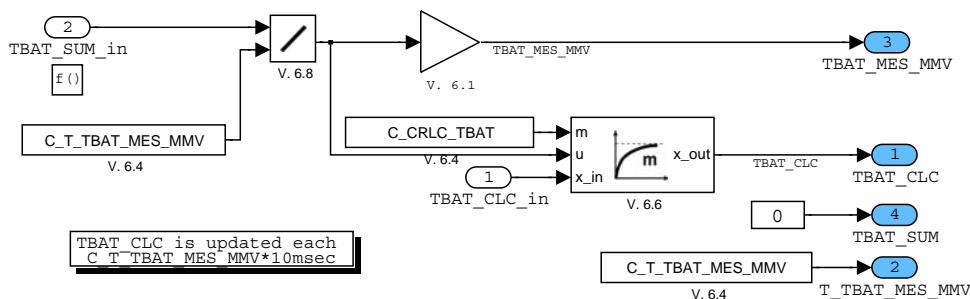 2
TBAT_SUM_in
f()
V. 6.8
V. 6.1
TBAT_MES_MMV
3
TBAT_MES_MMV
C_T_TBAT_MES_MMV
V. 6.4
C_CRLC_TBAT
V. 6.4
m
u
x_in
m
x_out
V. 6.6
1
TBAT_CLC_in
TBAT_CLC
1
TBAT_CLC
0
4
TBAT_SUM
TBAT_CLC is updated each
C_T_TBAT_MES_MMV*10msec
C_T_TBAT_MES_MMV
V. 6.4
2
T_TBAT_MES_MMV